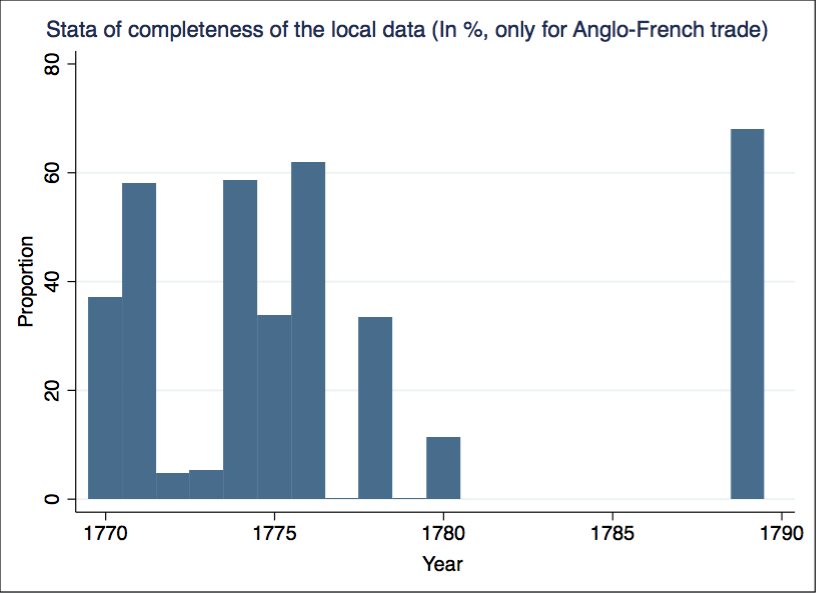 Stata of completeness of the local data (In %, only for Anglo-French trade)
80
60
40
20
0
Proportion
1770 1775 1780 1785 1790
Year